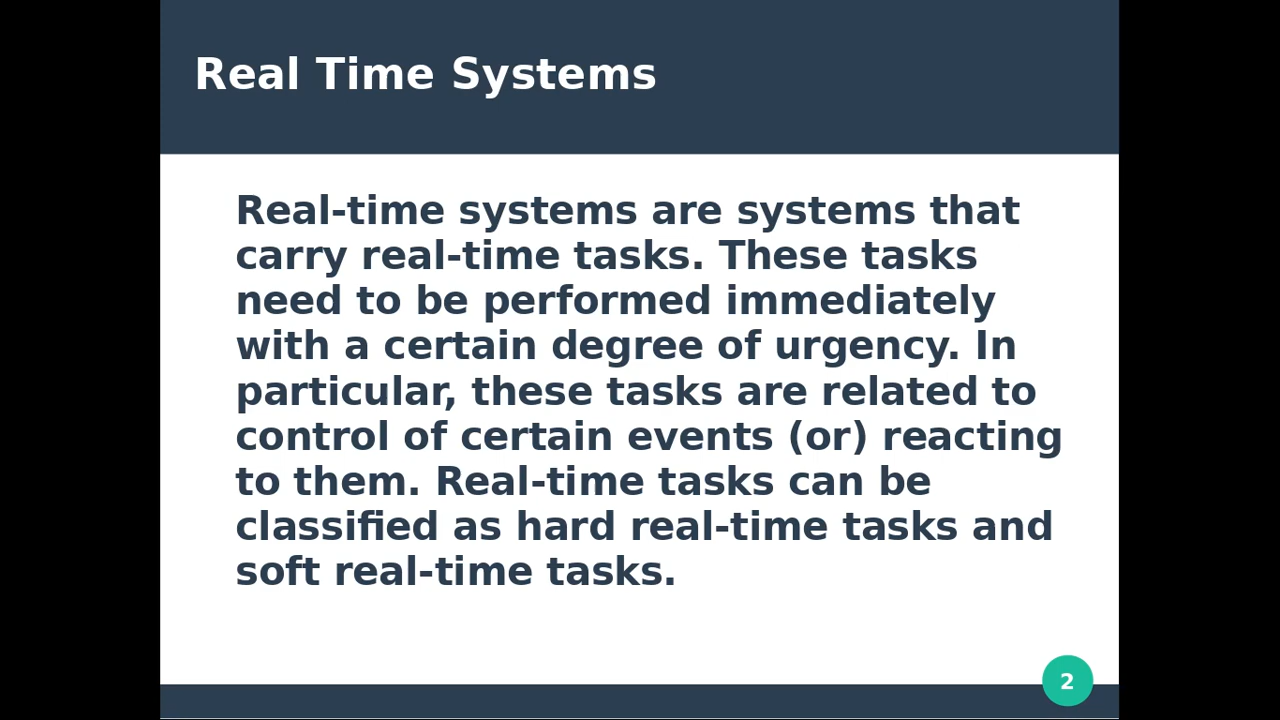 Real Time Systems
Real-time systems are systems that
carry real-time tasks. These tasks
need to be performed immediately
with a certain degree of urgency. In
particular, these tasks are related to
control of certain events (or) reacting
to them. Real-time tasks can be
classified as hard real-time tasks and
soft real-time tasks.
2